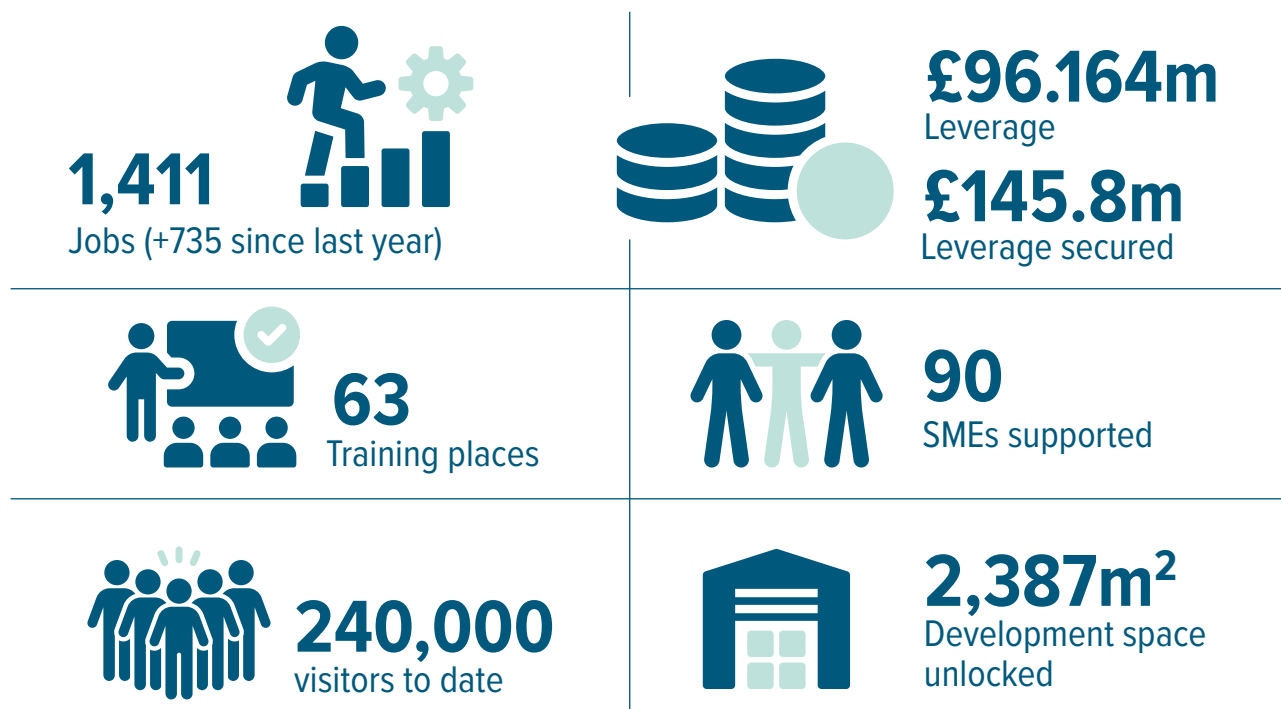 1,411
Jobs (+735 since last year)
£96.164m
Leverage
£145.8m
Leverage secured
63
Training places
90
SMEs supported
240,000
visitors to date
2,387m²
Development space
unlocked